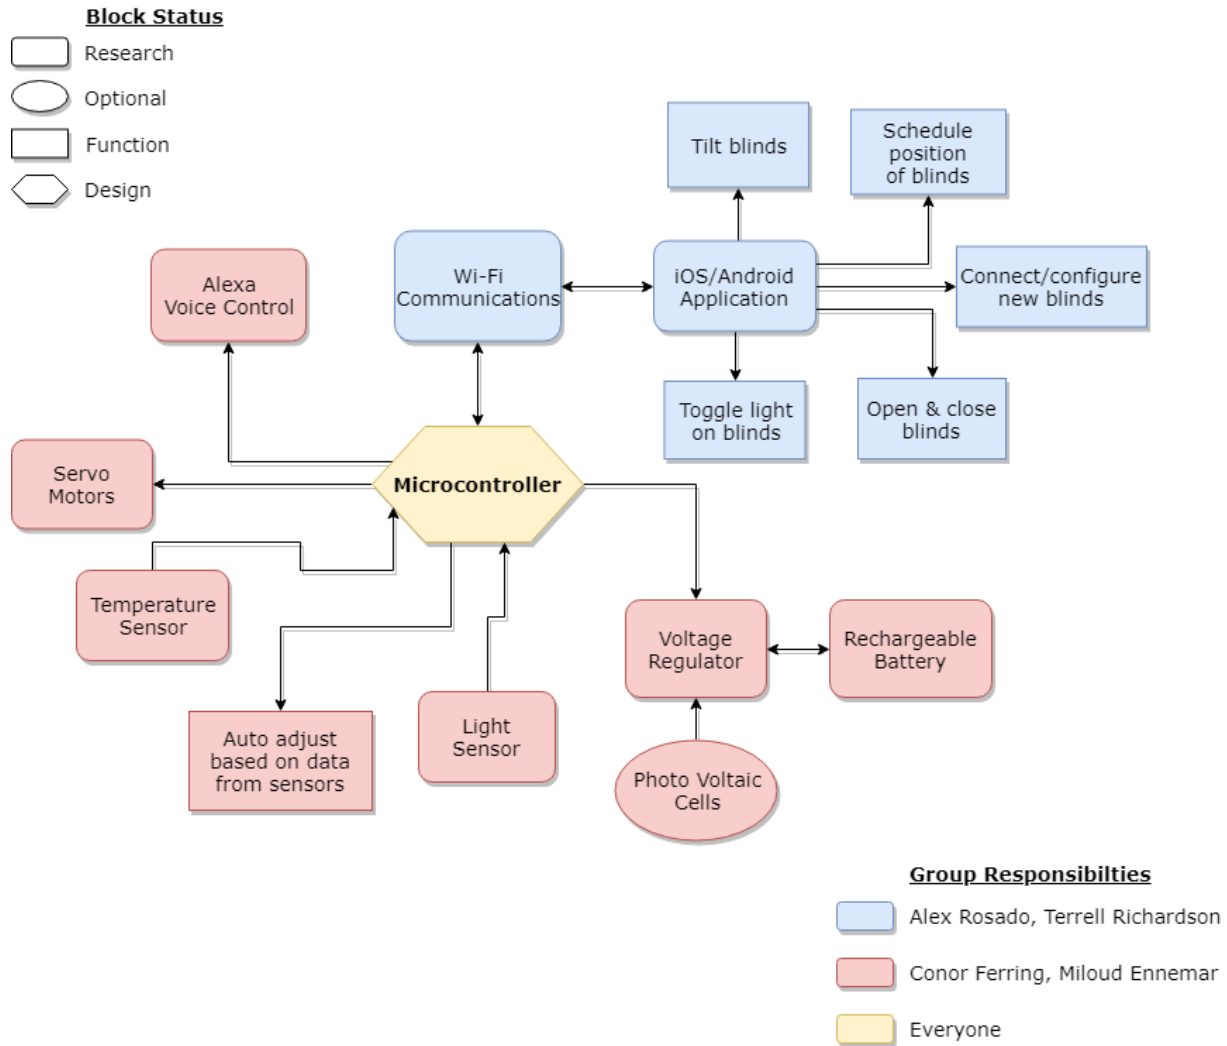 Block Status
Research
Optional
Function
Design
Tilt blinds
Schedule
position
of blinds
Alexa
Voice Control
Wi-Fi
Communications
iOS/Android
Application
Connect/configure
new blinds
Toggle light
on blinds
Open & close
blinds
Servo
Motors
Microcontroller
Temperature
Sensor
Voltage
Regulator
Rechargeable
Battery
Auto adjust
based on data
from sensors
Light
Sensor
Photo Voltaic
Cells
Group Responsibilties
Alex Rosado, Terrell Richardson
Conor Ferring, Miloud Ennemar
Everyone